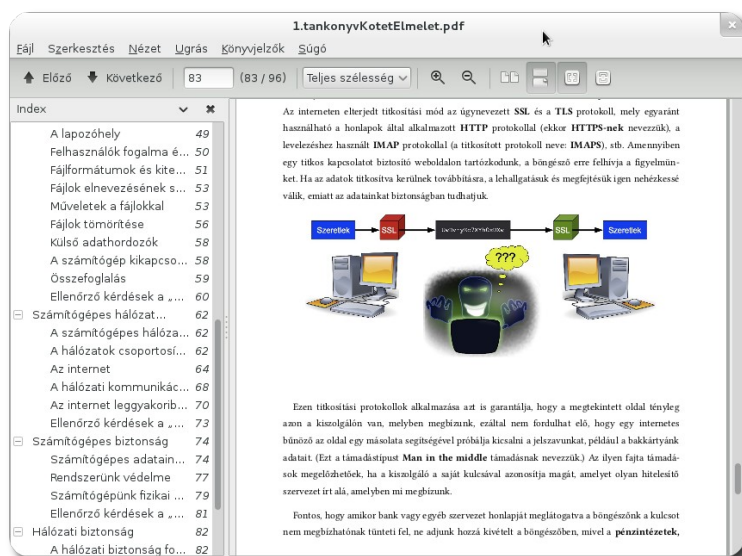 1.tankonyvKotetElmelet.pdf
Fájl Szerkesztés Nézet Ugrás Könyvjelzők Súgó
Előző Következő 83 (83 / 96) Teljes szélesség
Index
A lapozóhely 49
Felhasználók fogalma é... 50
Fájlformátumok és kite... 51
Fájlok elnevezésének s... 53
Műveletek a fájlokkal 53
Fájlok tömörítése 56
Külső adathordozók 58
A számítógép kikapcso... 58
Összefoglalás 59
Ellenőrző kérdések a „... 60
Számítógépes hálózat... 62
A számítógépes hálóza... 62
A hálózatok csoportosí... 62
Az internet 64
A hálózati kommunikác... 68
Az internet leggyakorib... 70
Ellenőrző kérdések a „... 73
Számítógépes biztonság 74
Számítógépes adatain... 74
Rendszerünk védelme 77
Számítógépünk fizikai ... 79
Ellenőrző kérdések a „... 81
Hálózati biztonság 82
A hálózati biztonság fo... 82
Az interneten elterjedt titkosítási mód az úgynevezett SSL és a TLS protokoll, mely egyaránt
használható a honlapok által alkalmazott HTTP protokollal (ekkor HTTPS-nek nevezzük), a
levelezéshez használt IMAP protokollal (a titkosított protokoll neve: IMAPS), stb. Amennyiben
egy titkos kapcsolatot biztosító weboldalon tartózkodunk, a böngésző erre felhívja a figyelmün-
ket. Ha az adatok titkosítva kerülnek továbbításra, a lehallgatásuk és megfejtésük igen nehézkessé
válik, emiatt az adatainkat biztonságban tudhatjuk.
Szeretlek SSL SSL Szeretlek
???
Ezen titkosítási protokollok alkalmazása azt is garantálja, hogy a megtekintett oldal tényleg
azon a kiszolgálón van, melyben megbízunk, ezáltal nem fordulhat elő, hogy egy internetes
bűnöző az oldal egy másolata segítségével próbálja kicsalni a jelszavunkat, például a bakkártyánk
adatait. (Ezt a támadástípust Man in the middle támadásnak nevezzük.) Az ilyen fajta támadá-
sok megelőzhetőek, ha a kiszolgáló a saját kulcsával azonosítja magát, amelyet olyan hitelesítő
szervezet írt alá, amelyben mi megbízunk.
Fontos, hogy amikor bank vagy egyéb szervezet honlapját meglátogatva a böngészőnk a kulcsot
nem megbízhatónak tünteti fel, ne adjunk hozzá kivételt a böngészőben, mivel a pénzintézetek,